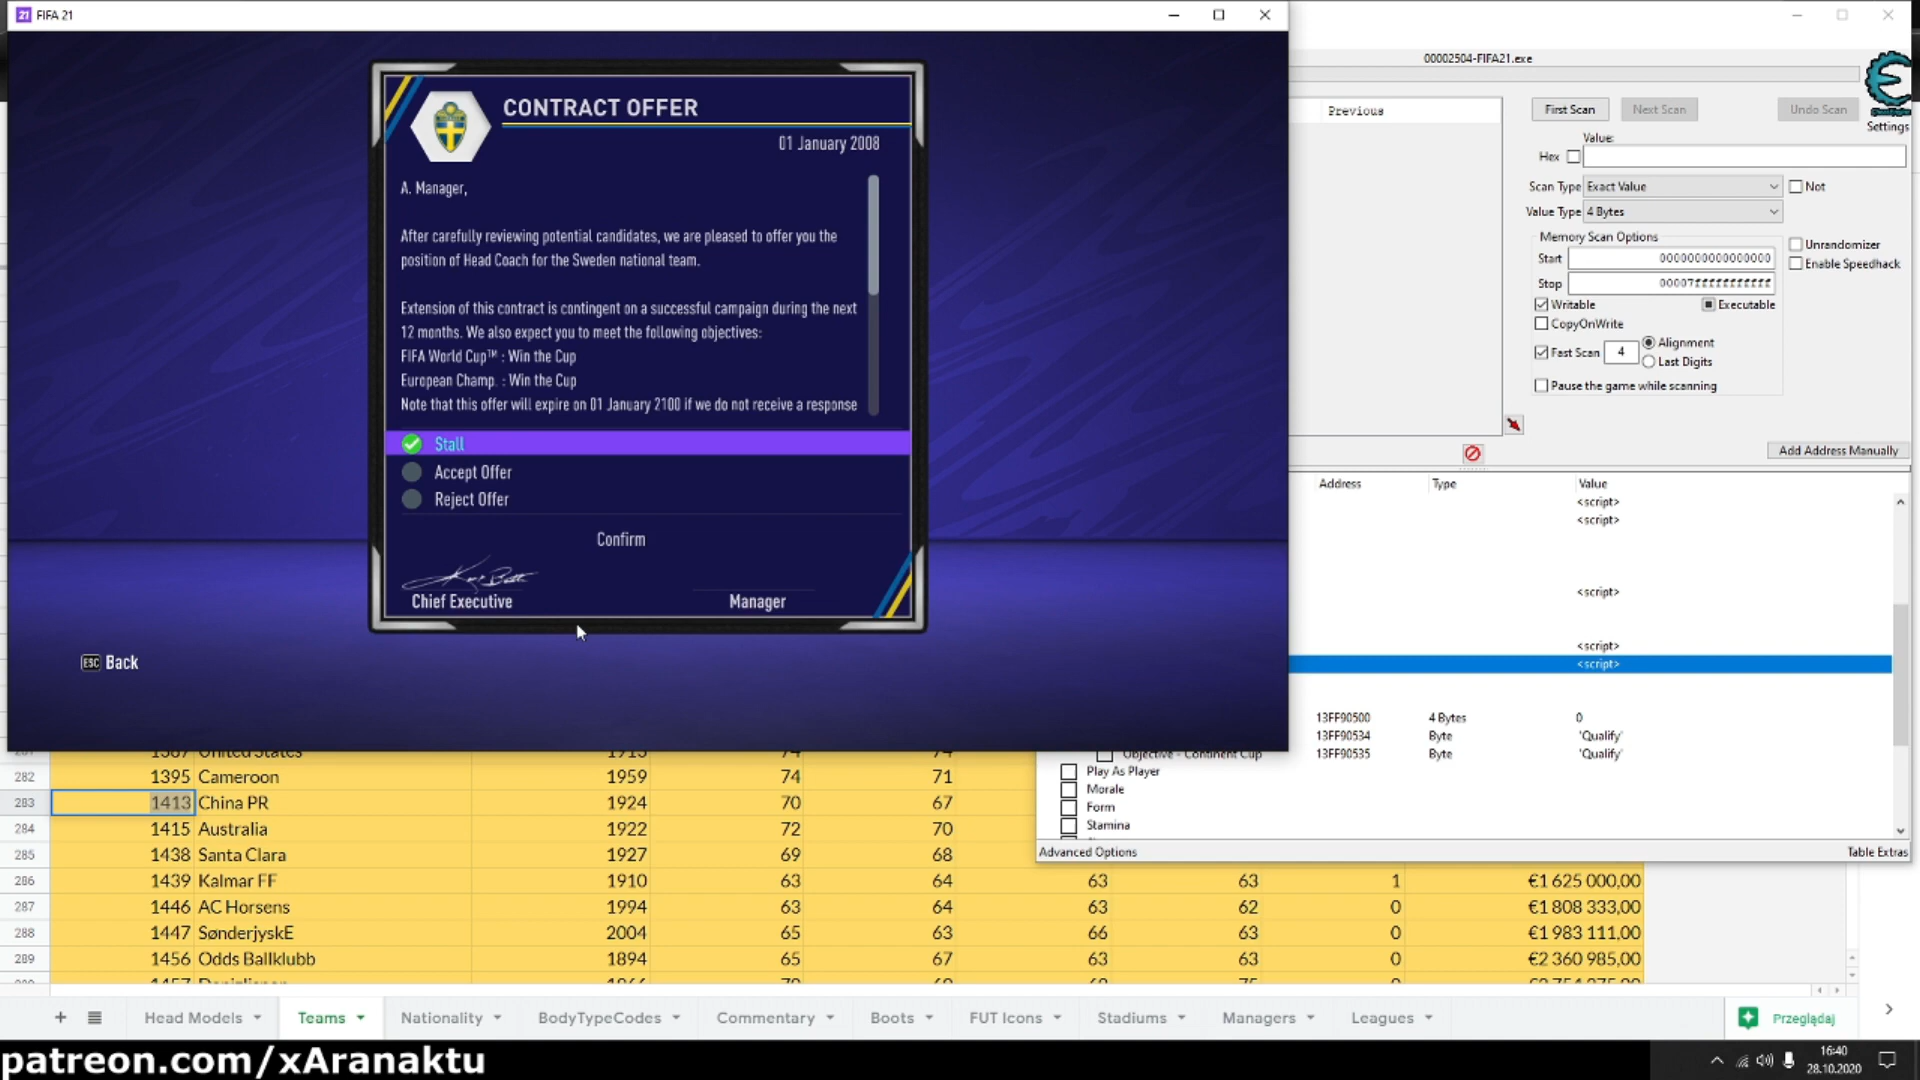 21 FIFA 21
CONTRACT OFFER
01 January 2008
A. Manager,
After carefully reviewing potential candidates, we are pleased to offer you the
position of Head Coach for the Sweden national team.
Extension of this contract is contingent on a successful campaign during the next
12 months. We also expect you to meet the following objectives:
FIFA World Cup™ : Win the Cup
European Champ. : Win the Cup
Note that this offer will expire on 01 January 2100 if we do not receive a response
Stall
Accept Offer
Reject Offer
Confirm
Chief Executive
Manager
ESC Back
00002504-FIFA21.exe
Previous
First Scan
Next Scan
Undo Scan
Settings
Value:
Hex
Scan Type Exact Value
Not
Value Type 4 Bytes
Memory Scan Options
Start 0000000000000000
Stop 00007fffffffffff
Unrandomizer
Enable Speedhack
Writable
Executable
CopyOnWrite
Fast Scan 4
Alignment
Last Digits
Pause the game while scanning
Add Address Manually
Address Type Value
<script>
<script>
<script>
<script>
<script>
13FF90500 4 Bytes 0
13FF90534 Byte 'Qualify'
Objective - Continent Cup 13FF90535 Byte 'Qualify'
Play As Player
Morale
Form
Stamina
Advanced Options
Table Extras
1387 United States 1913 74 74
282 1395 Cameroon 1959 74 71
283 1413 China PR 1924 70 67
284 1415 Australia 1922 72 70
285 1438 Santa Clara 1927 69 68
286 1439 Kalmar FF 1910 63 64 63 63 1 €1 625 000,00
287 1446 AC Horsens 1994 63 64 63 62 0 €1 808 333,00
288 1447 SønderjyskE 2004 65 63 66 63 0 €1 983 111,00
289 1456 Odds Ballklubb 1894 65 67 63 63 0 €2 360 985,00
Head Models
Teams
Nationality
BodyTypeCodes
Commentary
Boots
FUT Icons
Stadiums
Managers
Leagues
Przeglądaj
patreon.com/xAranaktu
16:40
28.10.2020